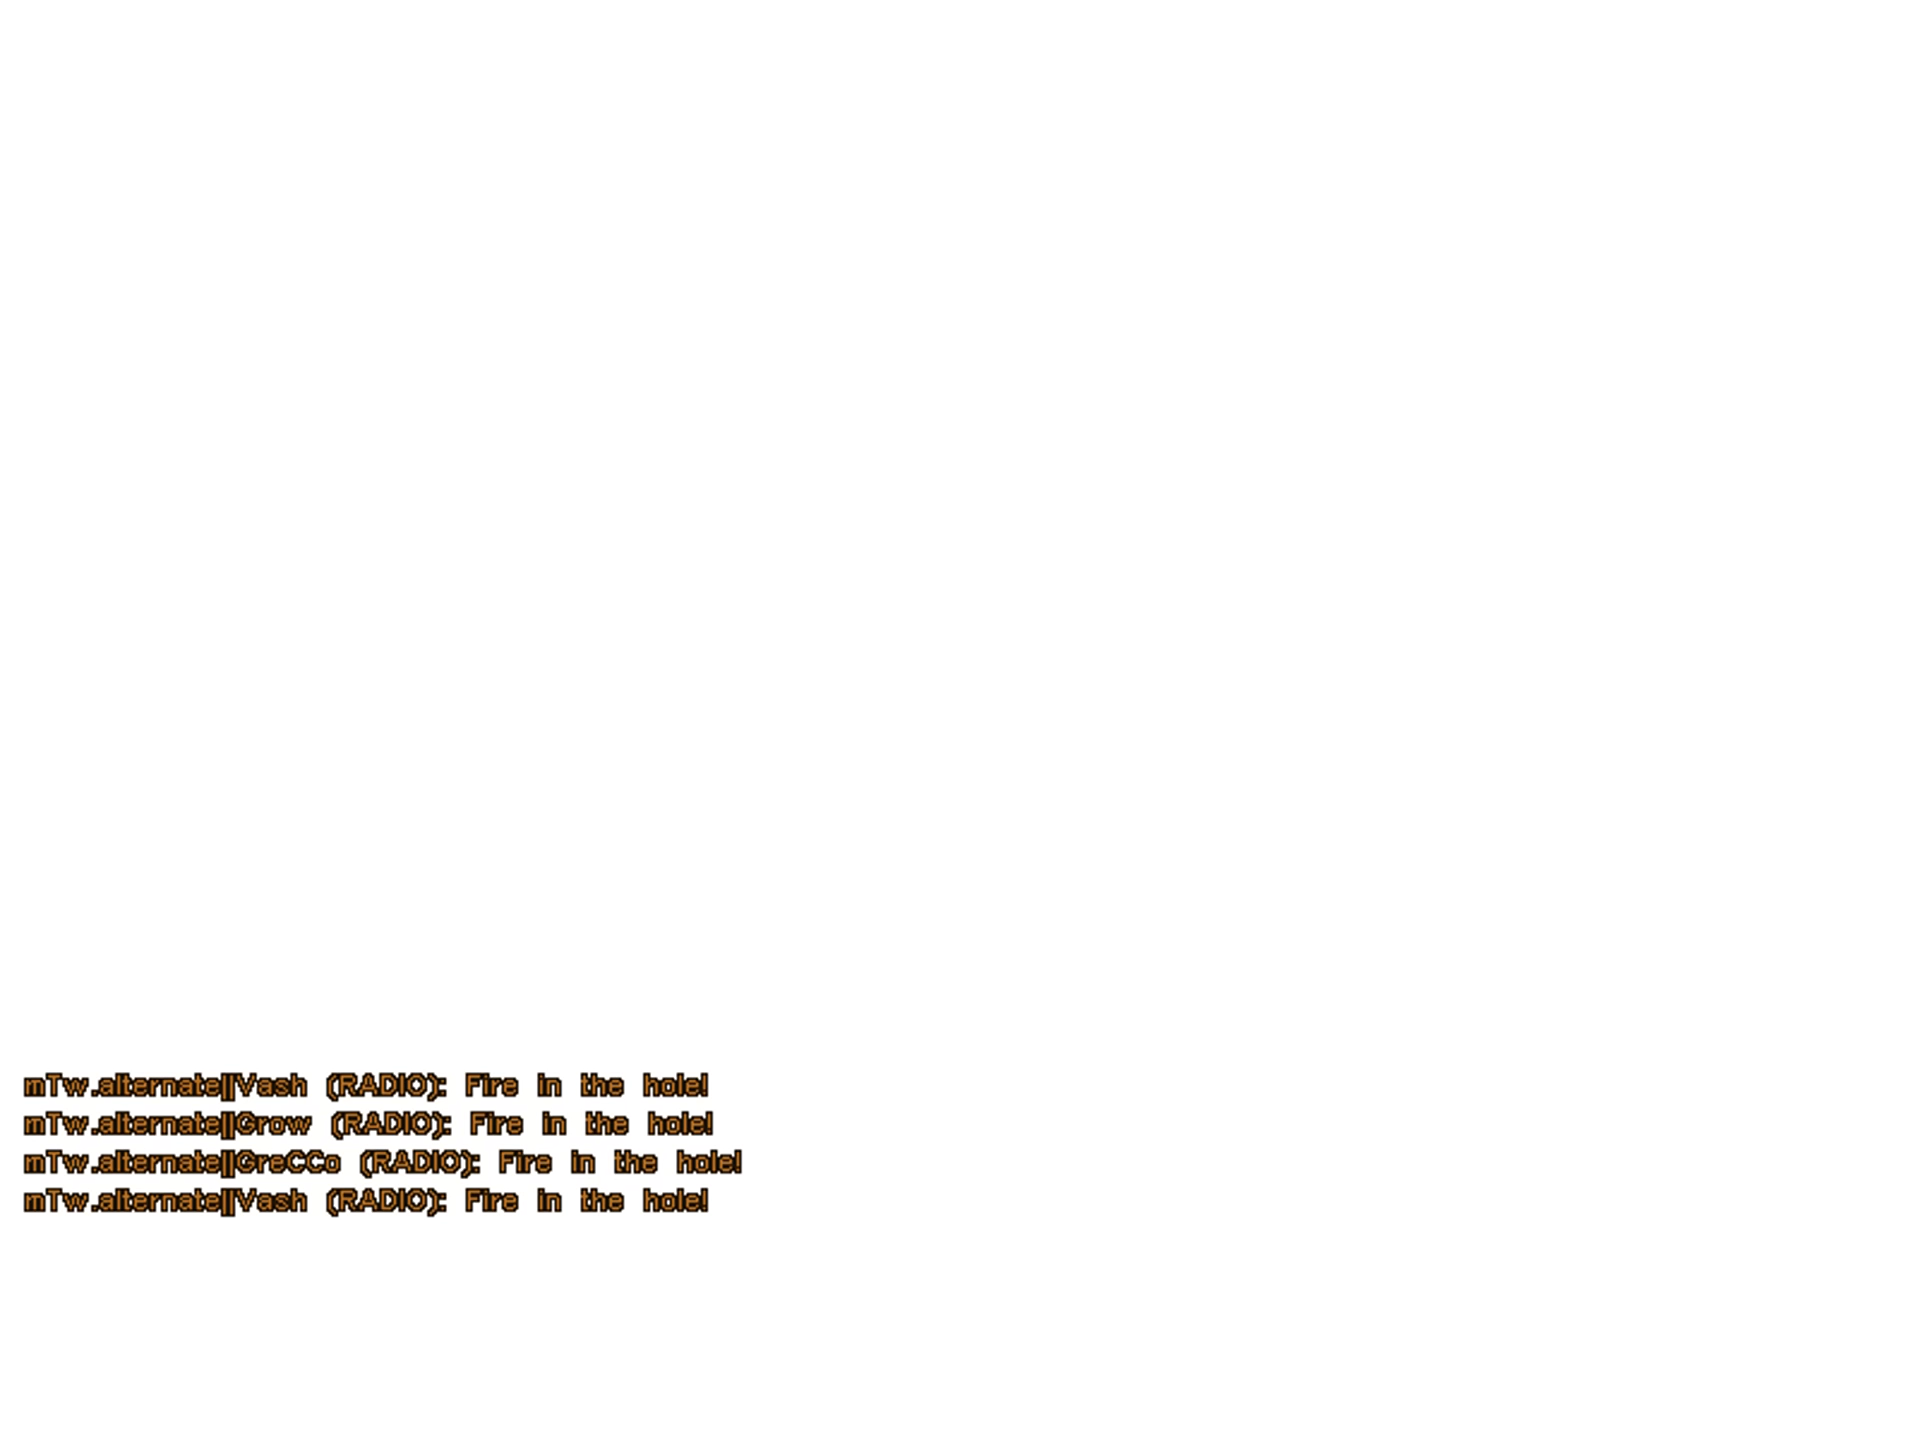 mTw.alternate||Vash (RADIO): Fire in the hole!
mTw.alternate||Grow (RADIO): Fire in the hole!
mTw.alternate||GreCCo (RADIO): Fire in the hole!
mTw.alternate||Vash (RADIO): Fire in the hole!